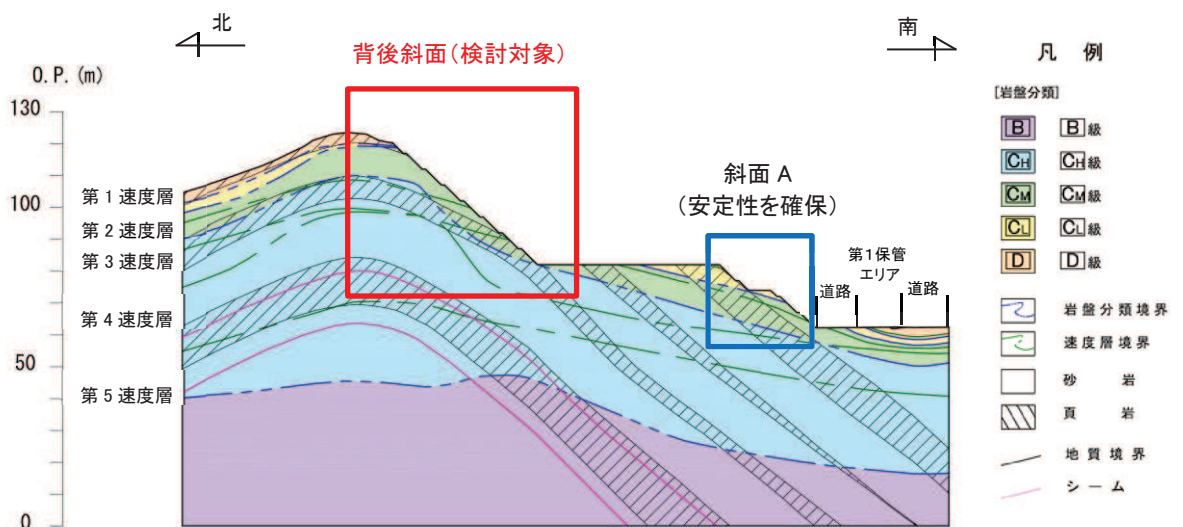 北
南
背後斜面(検討対象)
O.P.(m)
130
100
50
0
第1速度層
第2速度層
第3速度層
第4速度層
第5速度層
斜面A
(安定性を確保)
第1保管
エリア
道路
道路
凡 例
[岩盤分類]
B B級
CH CH級
CM CM級
CL CL級
D D級
岩盤分類境界
速度層境界
砂 岩
頁 岩
地質境界
シーム